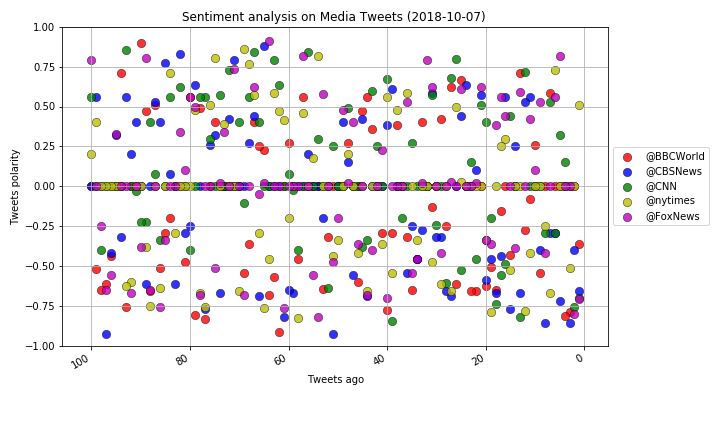 Sentiment analysis on Media Tweets (2018-10-07)
Tweets polarity
1.00
0.75
0.50
0.25
0.00
−0.25
−0.50
−0.75
−1.00
100
80
60
40
20
0
Tweets ago
@BBCWorld
@CBSNews
@CNN
@nytimes
@FoxNews